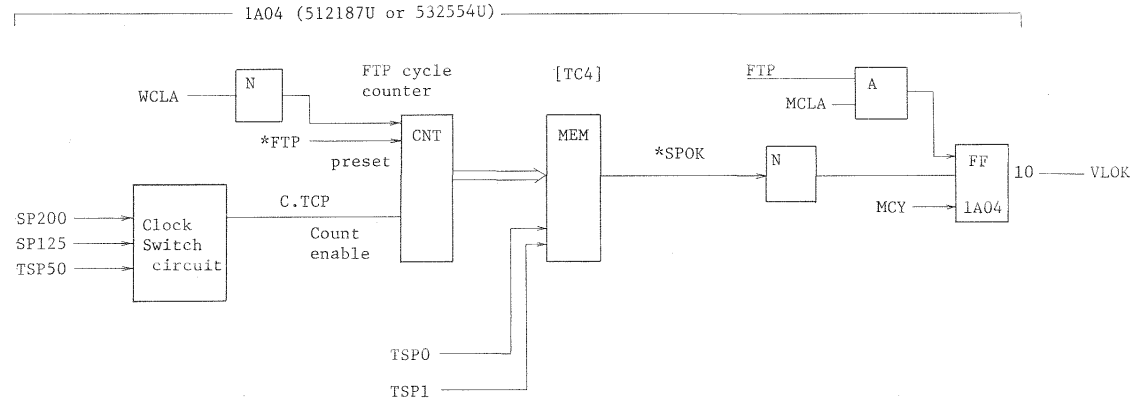 1A04 (512187U or 532554U)
FTP cycle
counter
[TC4]
FTP
N
A
WCLA
MCLA
CNT
MEM
*FTP
preset
*SPOK
N
FF
10
VLOK
C.TCP
MCY
1A04
SP200
Clock
Count
SP125
Switch
enable
TSP50
circuit
TSP0
TSP1